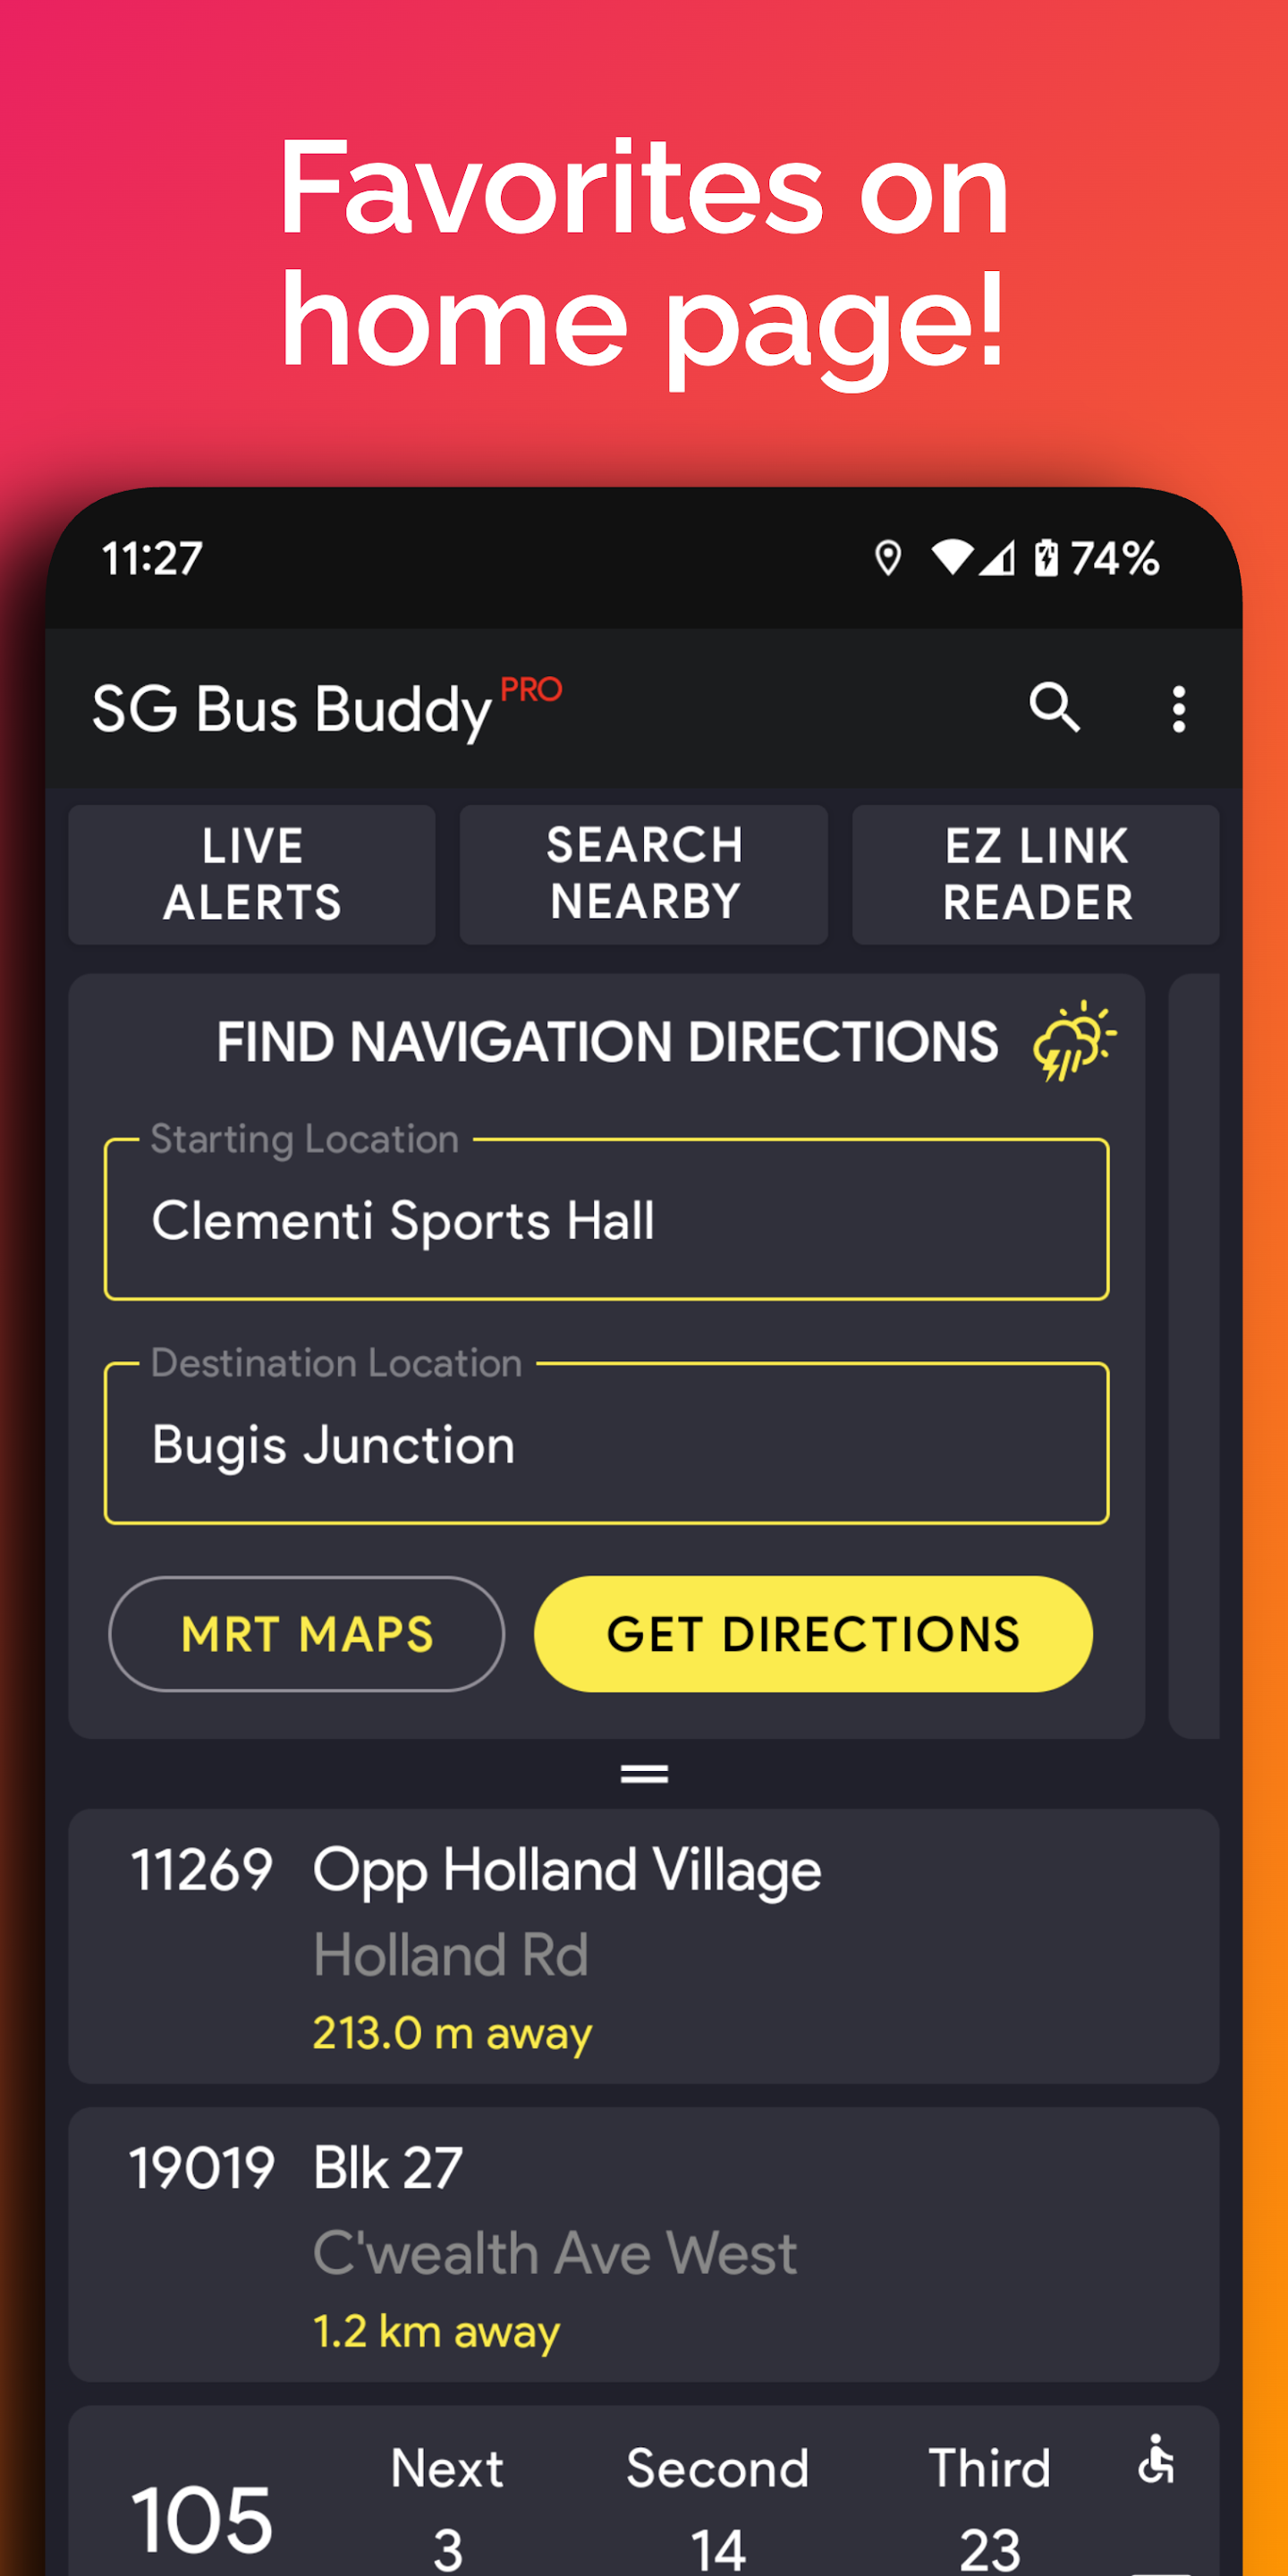 Favorites on
home page!
11:27
74%
SG Bus Buddy PRO
LIVE
ALERTS
SEARCH
NEARBY
EZ LINK
READER
FIND NAVIGATION DIRECTIONS
Starting Location
Clementi Sports Hall
Destination Location
Bugis Junction
MRT MAPS
GET DIRECTIONS
11269 Opp Holland Village
Holland Rd
213.0 m away
19019 Blk 27
C'wealth Ave West
1.2 km away
105
Next Second Third
3 14 23